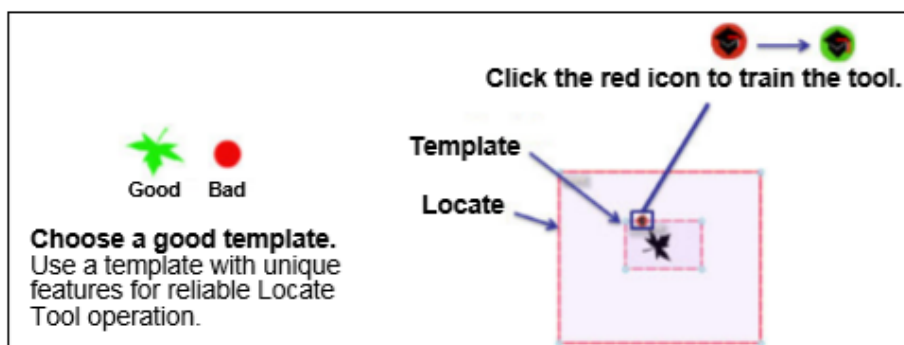 Click the red icon to train the tool.
Template
Locate
Good Bad
Choose a good template.
Use a template with unique
features for reliable Locate
Tool operation.